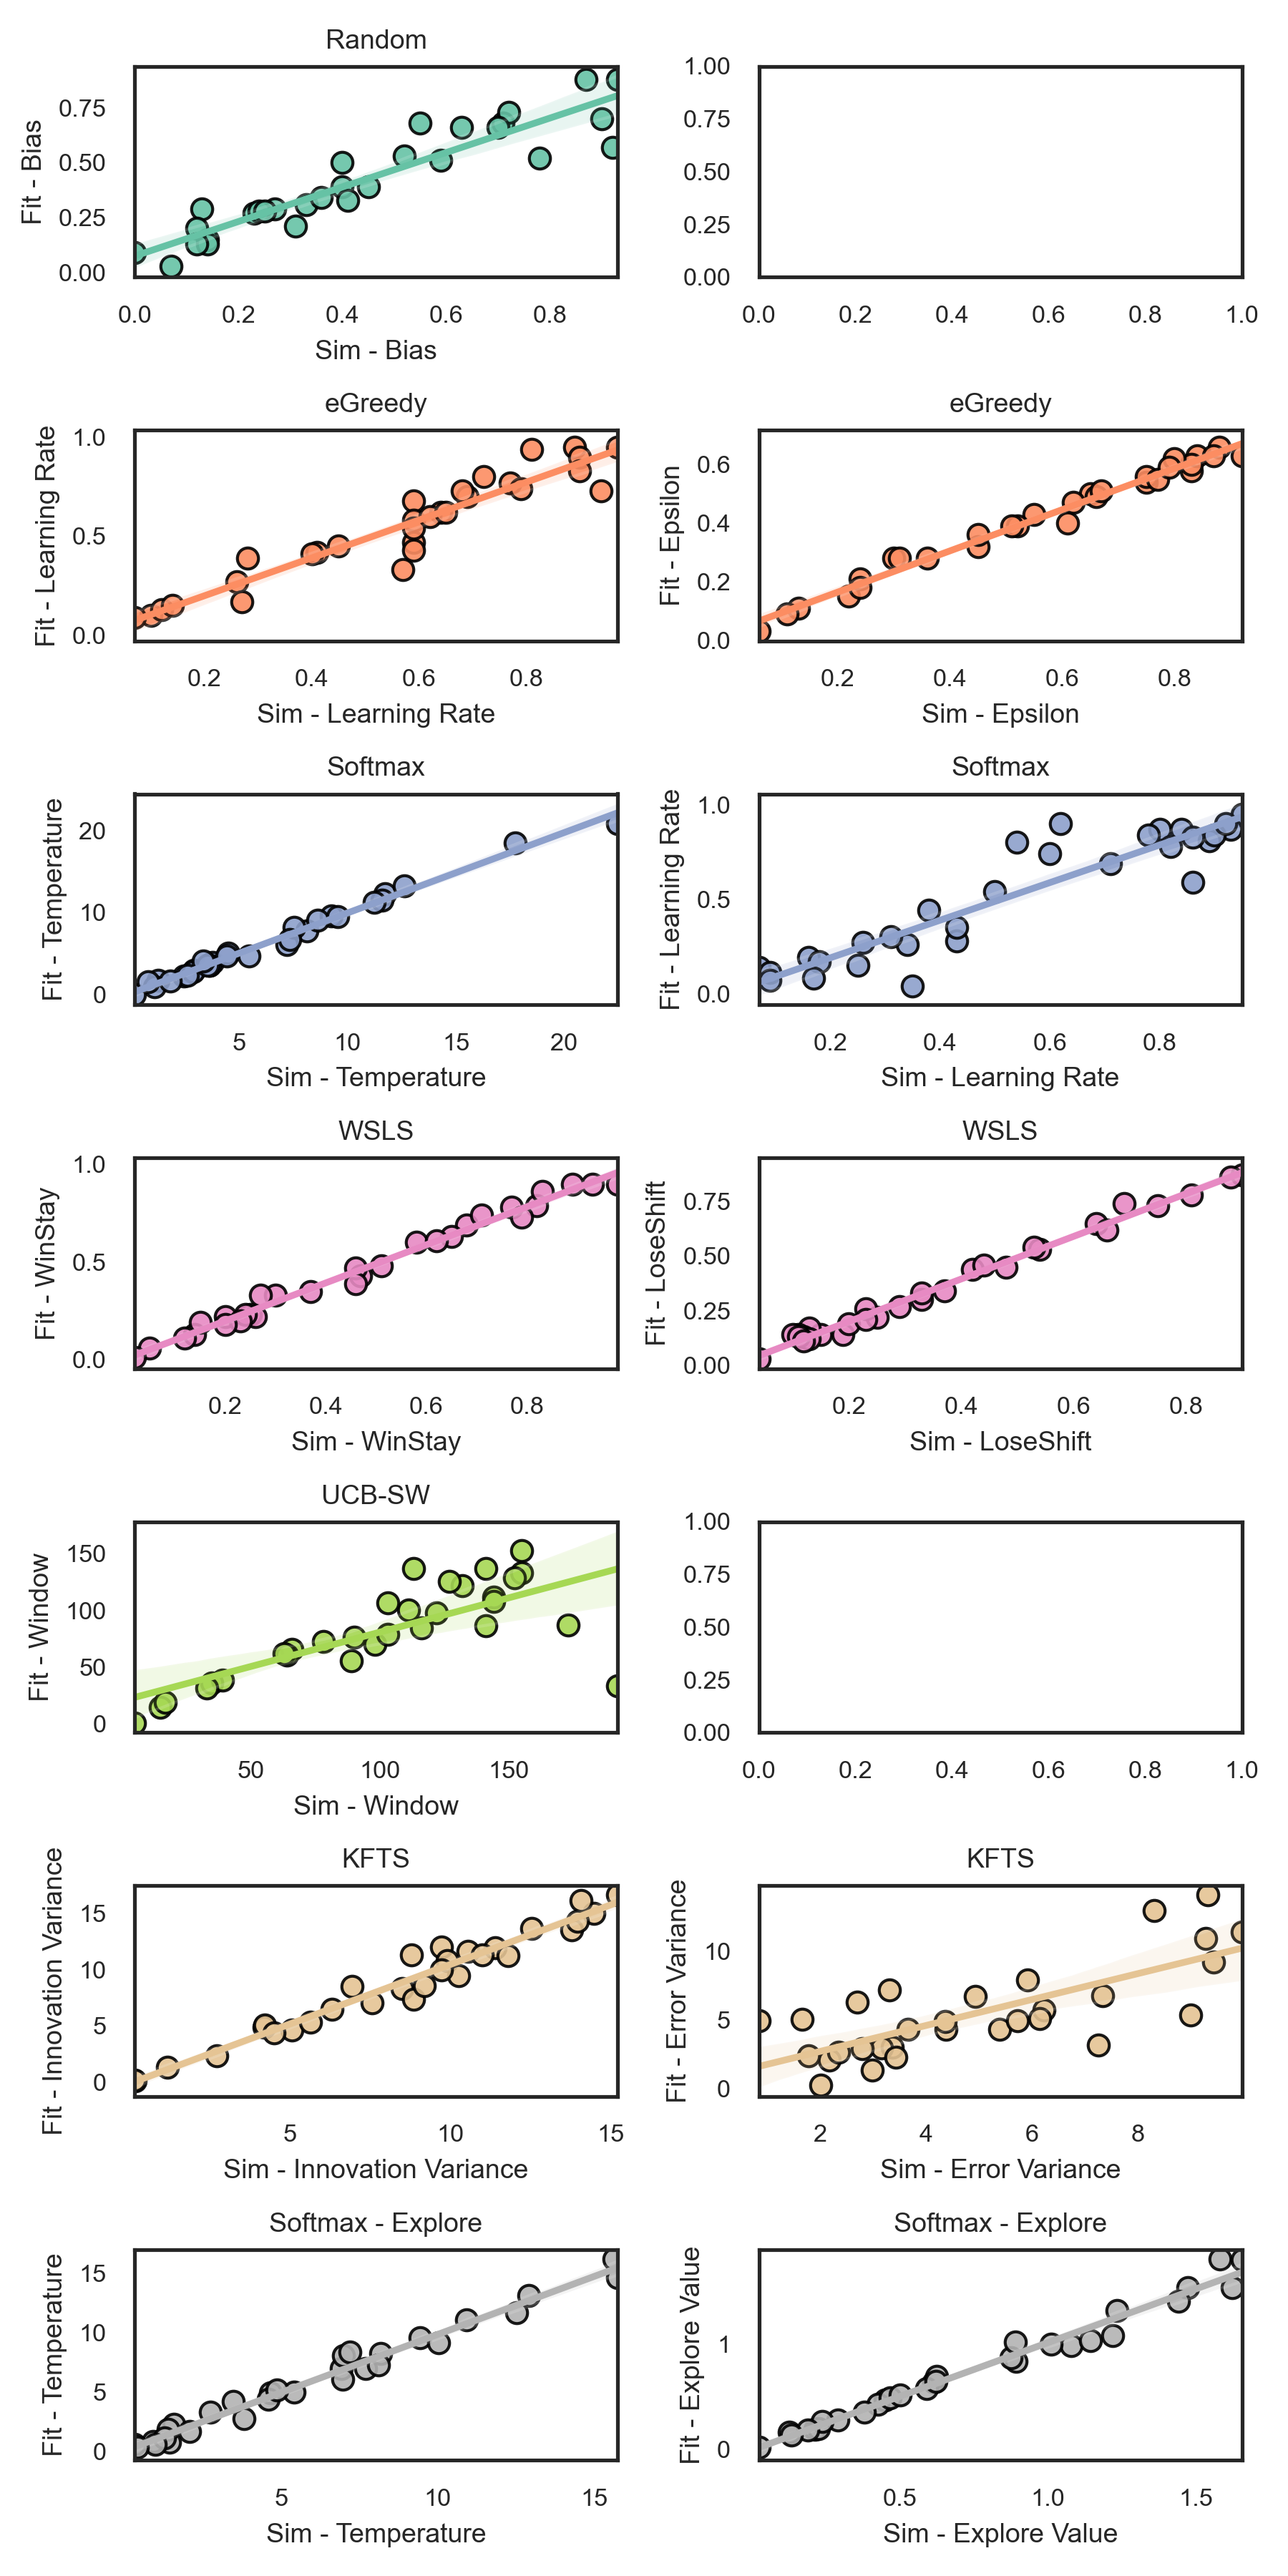 Random
Fit - Bias
0.75
0.50
0.25
0.00
0.0 0.2 0.4 0.6 0.8
Sim - Bias
1.00
0.75
0.50
0.25
0.00
0.0 0.2 0.4 0.6 0.8 1.0
eGreedy
Fit - Learning Rate
1.0
0.5
0.0
0.2 0.4 0.6 0.8
Sim - Learning Rate
eGreedy
Fit - Epsilon
0.6
0.4
0.2
0.0
0.2 0.4 0.6 0.8
Sim - Epsilon
Softmax
Fit - Temperature
20
10
0
5 10 15 20
Sim - Temperature
Softmax
Fit - Learning Rate
1.0
0.5
0.0
0.2 0.4 0.6 0.8
Sim - Learning Rate
WSLS
Fit - WinStay
1.0
0.5
0.0
0.2 0.4 0.6 0.8
Sim - WinStay
WSLS
Fit - LoseShift
0.75
0.50
0.25
0.00
0.2 0.4 0.6 0.8
Sim - LoseShift
UCB-SW
Fit - Window
150
100
50
0
50 100 150
Sim - Window
1.00
0.75
0.50
0.25
0.00
0.0 0.2 0.4 0.6 0.8 1.0
KFTS
Fit - Innovation Variance
15
10
5
0
5 10 15
Sim - Innovation Variance
KFTS
Fit - Error Variance
10
5
0
2 4 6 8
Sim - Error Variance
Softmax - Explore
Fit - Temperature
15
10
5
0
5 10 15
Sim - Temperature
Softmax - Explore
Fit - Explore Value
1
0
0.5 1.0 1.5
Sim - Explore Value